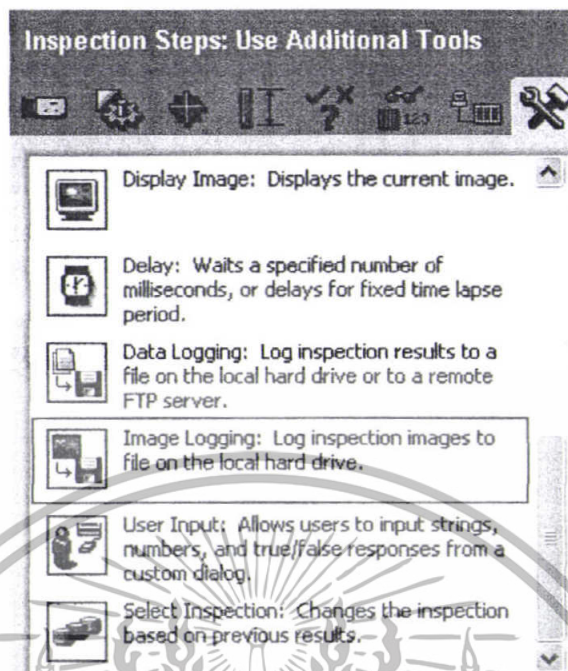 Inspection Steps: Use Additional Tools
123
Display Image: Displays the current image.
Delay: Waits a specified number of
milliseconds, or delays for fixed time lapse
period.
Data Logging: Log inspection results to a
file on the local hard drive or to a remote
FTP server.
Image Logging: Log inspection images to
file on the local hard drive.
User Input: Allows users to input strings,
numbers, and true/false responses from a
custom dialog.
Select Inspection: Changes the inspection
based on previous results.